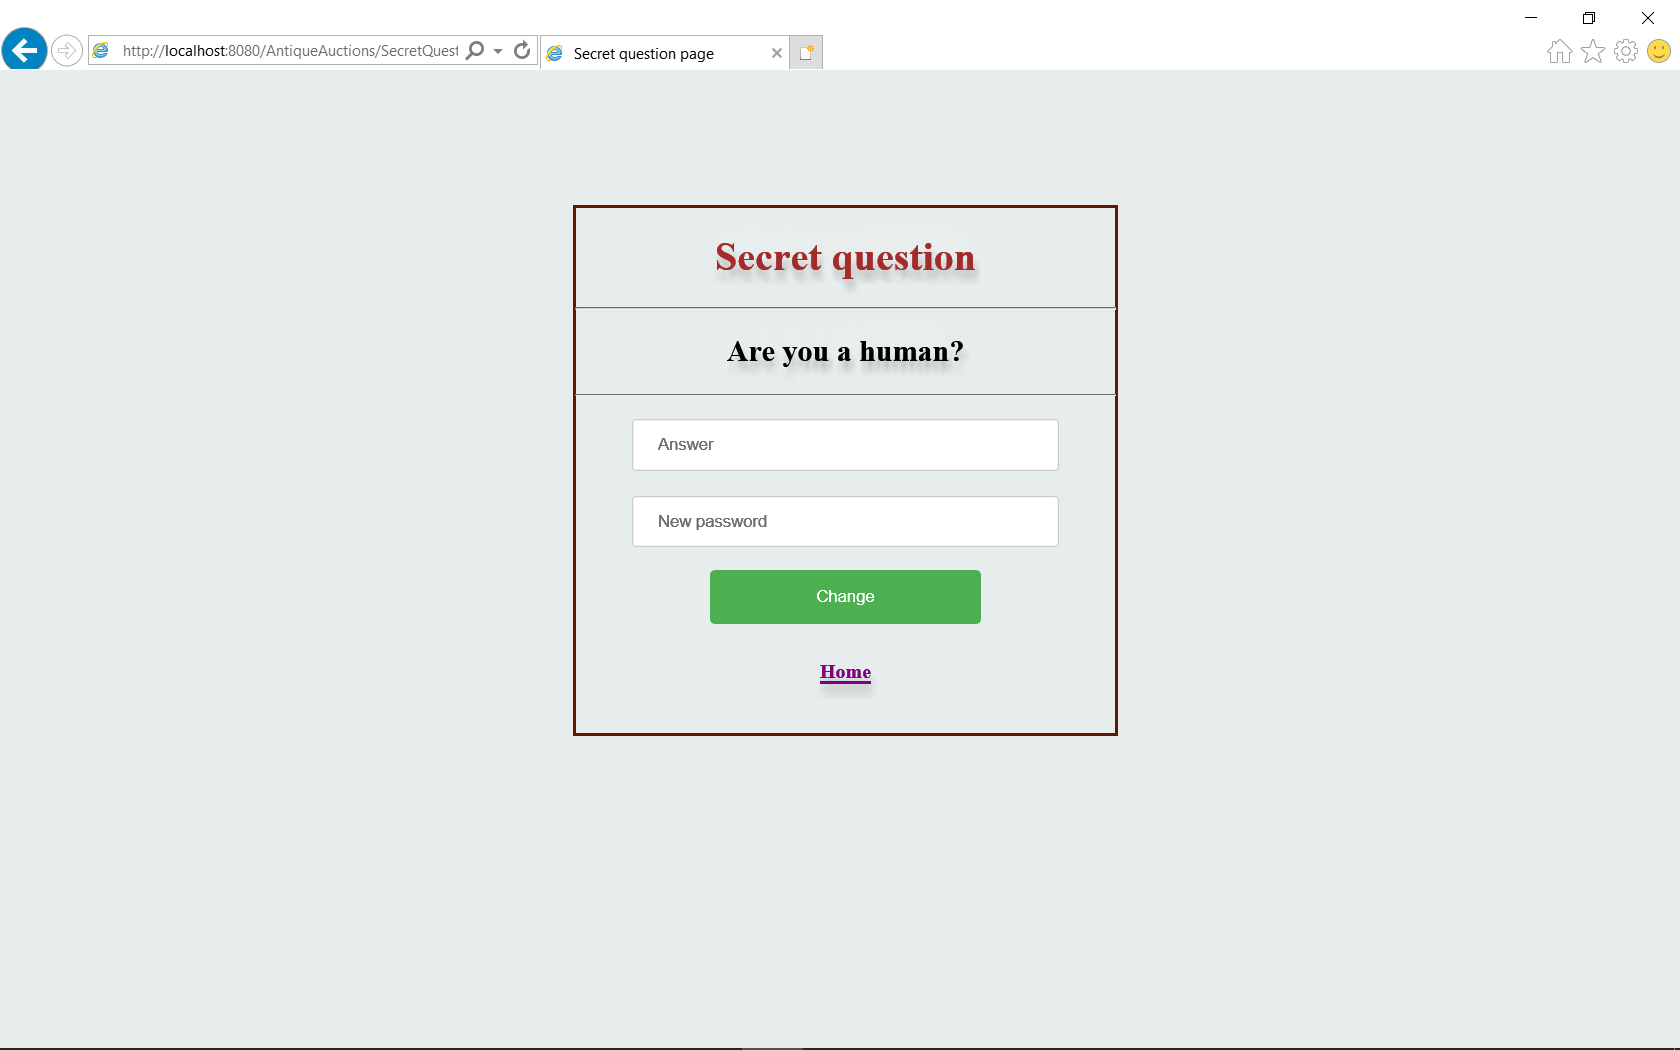 http://localhost:8080/AntiqueAuctions/SecretQuest
Secret question page
Secret question
Are you a human?
Answer
New password
Change
Home